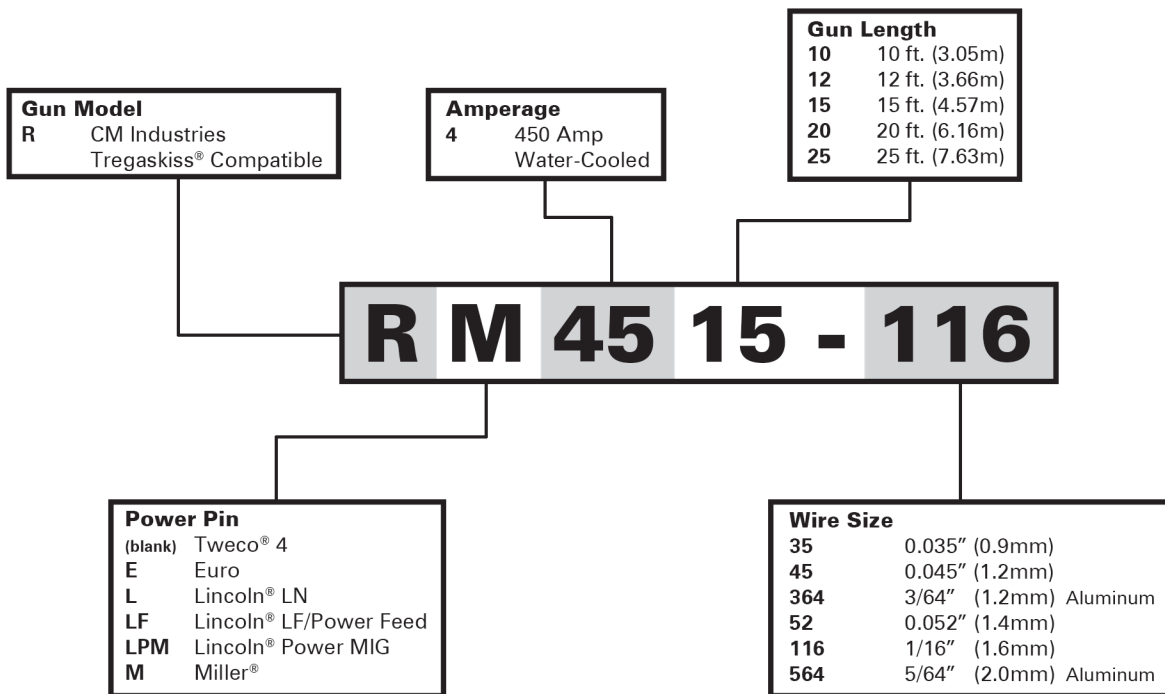 Gun Length
10 10 ft. (3.05m)
12 12 ft. (3.66m)
15 15 ft. (4.57m)
20 20 ft. (6.16m)
25 25 ft. (7.63m)
Gun Model
R CM Industries
Tregaskiss® Compatible
Amperage
4 450 Amp
Water-Cooled
R M 45 15 - 116
Power Pin
(blank) Tweco® 4
E Euro
L Lincoln® LN
LF Lincoln® LF/Power Feed
LPM Lincoln® Power MIG
M Miller®
Wire Size
35 0.035” (0.9mm)
45 0.045” (1.2mm)
364 3/64” (1.2mm) Aluminum
52 0.052” (1.4mm)
116 1/16” (1.6mm)
564 5/64” (2.0mm) Aluminum